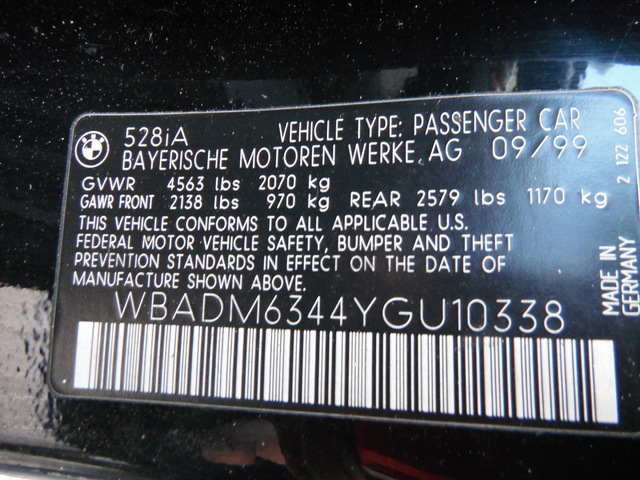 BMW
528iA VEHICLE TYPE: PASSENGER CAR
BAYERISCHE MOTOREN WERKE AG 09/99
GVWR 4563 lbs 2070 kg
GAWR FRONT 2138 lbs 970 kg REAR 2579 lbs 1170 kg
THIS VEHICLE CONFORMS TO ALL APPLICABLE U.S.
FEDERAL MOTOR VEHICLE SAFETY, BUMPER AND THEFT
PREVENTION STANDARDS IN EFFECT ON THE DATE OF
MANUFACTURE SHOWN ABOVE.
WBADM6344YGU10338
2 122 606
MADE IN
GERMANY